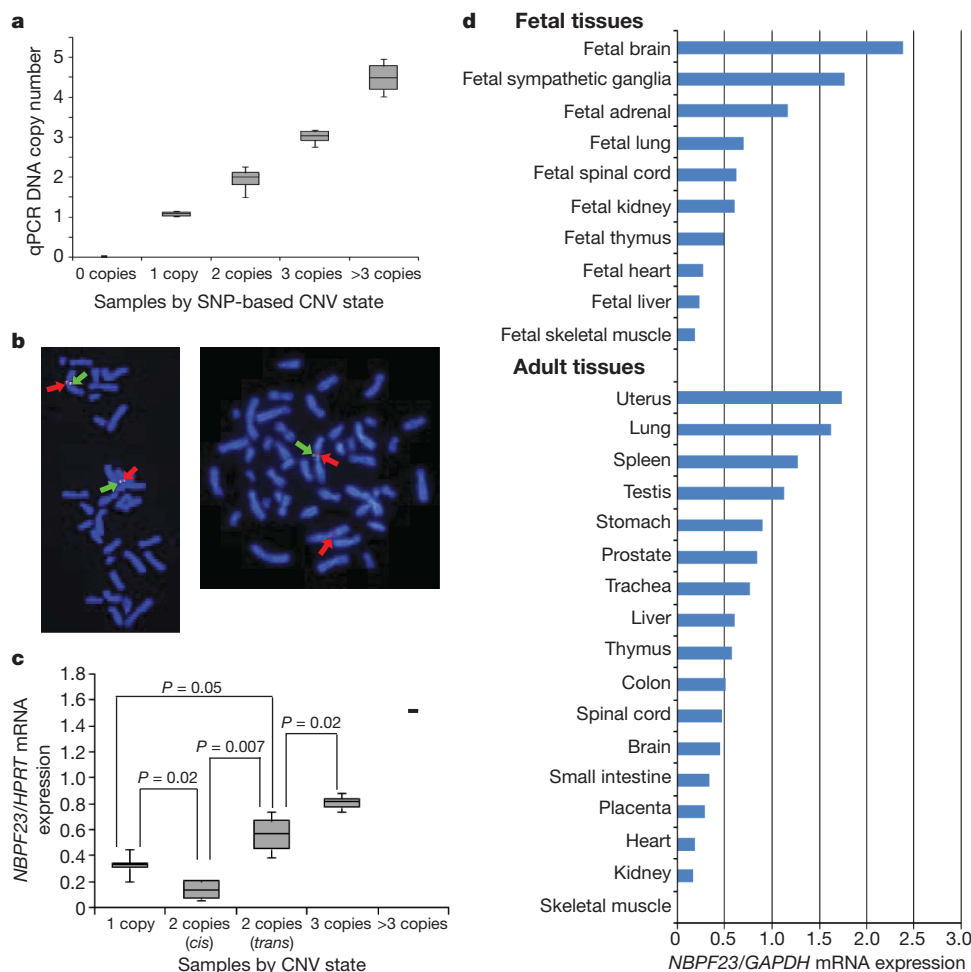 a
qPCR DNA copy number
5
4
3
2
1
0
0 copies 1 copy 2 copies 3 copies >3 copies
Samples by SNP-based CNV state
b
c
NBPF23/HPRT mRNA
expression
1.8
1.6
1.4
1.2
1.0
0.8
0.6
0.4
0.2
0
P = 0.05
P = 0.02
P = 0.007
P = 0.02
1 copy 2 copies 2 copies 3 copies >3 copies
(cis) (trans)
Samples by CNV state
d
Fetal tissues
Fetal brain
Fetal sympathetic ganglia
Fetal adrenal
Fetal lung
Fetal spinal cord
Fetal kidney
Fetal thymus
Fetal heart
Fetal liver
Fetal skeletal muscle
Adult tissues
Uterus
Lung
Spleen
Testis
Stomach
Prostate
Trachea
Liver
Thymus
Colon
Spinal cord
Brain
Small intestine
Placenta
Heart
Kidney
Skeletal muscle
0 0.5 1.0 1.5 2.0 2.5 3.0
NBPF23/GAPDH mRNA expression